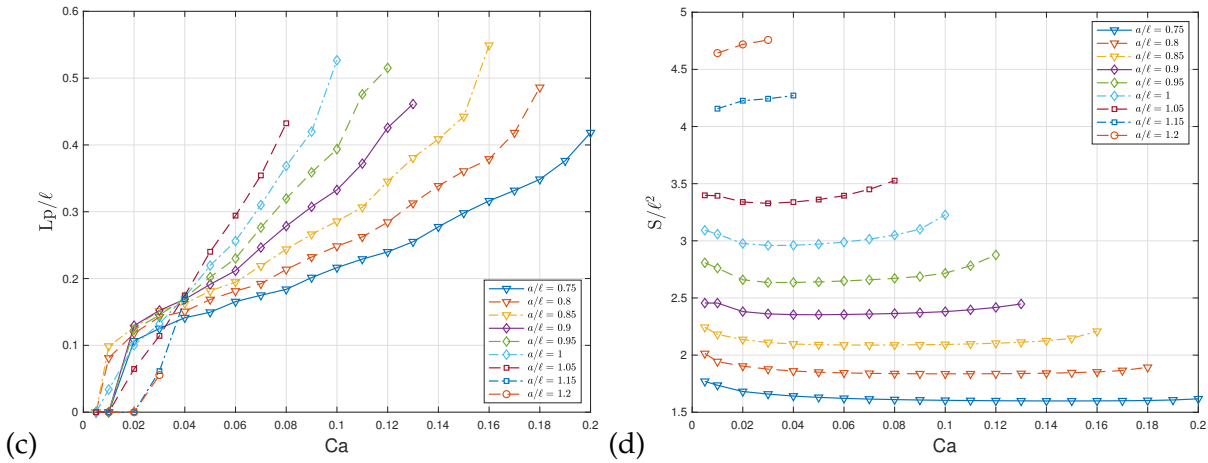 0.6
0.5
0.4
0.3
0.2
0.1
0
Lp/ℓ
0 0.02 0.04 0.06 0.08 0.1 0.12 0.14 0.16 0.18 0.2
Ca
a/ℓ = 0.75
a/ℓ = 0.8
a/ℓ = 0.85
a/ℓ = 0.9
a/ℓ = 0.95
a/ℓ = 1
a/ℓ = 1.05
a/ℓ = 1.15
a/ℓ = 1.2
(c)
5
4.5
4
3.5
3
2.5
2
1.5
S/ℓ²
0 0.02 0.04 0.06 0.08 0.1 0.12 0.14 0.16 0.18 0.2
Ca
a/ℓ = 0.75
a/ℓ = 0.8
a/ℓ = 0.85
a/ℓ = 0.9
a/ℓ = 0.95
a/ℓ = 1
a/ℓ = 1.05
a/ℓ = 1.15
a/ℓ = 1.2
(d)